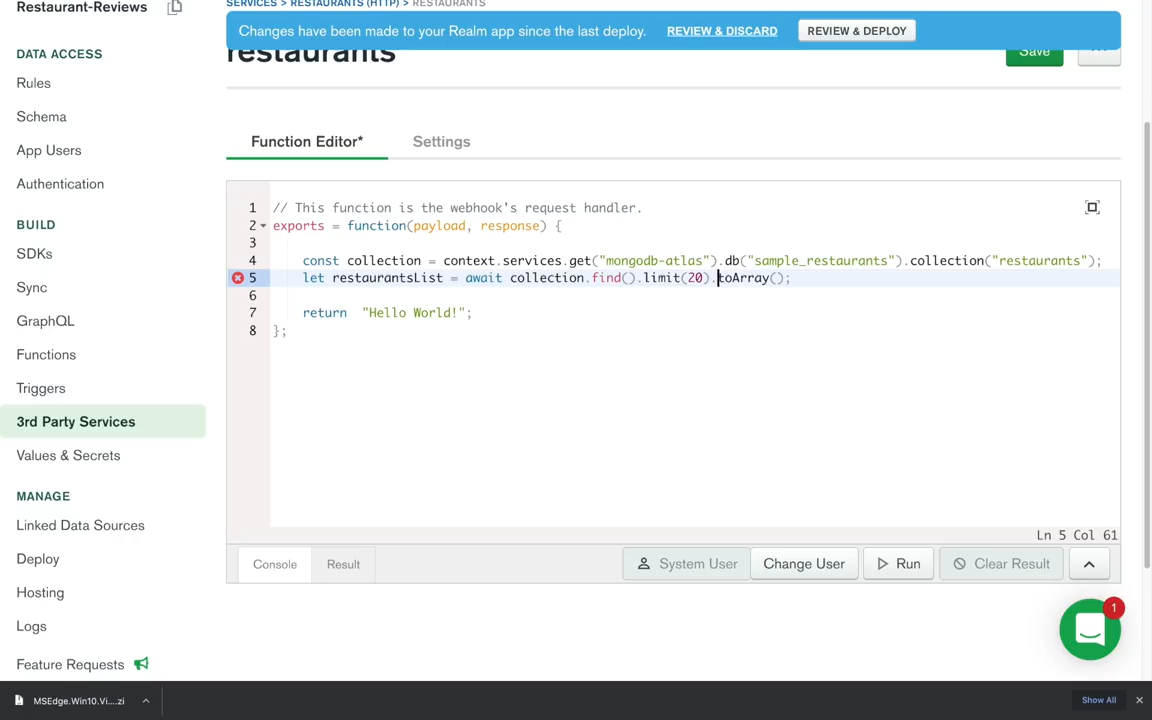 Restaurant-Reviews
SERVICES > RESTAURANTS (HTTP) > RESTAURANTS
Changes have been made to your Realm app since the last deploy. REVIEW & DISCARD REVIEW & DEPLOY
restaurants
Save
DATA ACCESS
Rules
Schema
App Users
Authentication
BUILD
SDKs
Sync
GraphQL
Functions
Triggers
3rd Party Services
Values & Secrets
MANAGE
Linked Data Sources
Deploy
Hosting
Logs
Feature Requests
Function Editor* Settings
1 // This function is the webhook's request handler.
2 exports = function(payload, response) {
3
4 const collection = context.services.get("mongodb-atlas").db("sample_restaurants").collection("restaurants");
5 let restaurantsList = await collection.find().limit(20).toArray();
6
7 return "Hello World!";
8 };
Ln 5 Col 61
Console Result System User Change User Run Clear Result
1
MSEdge.Win10.Vi....zi Show All